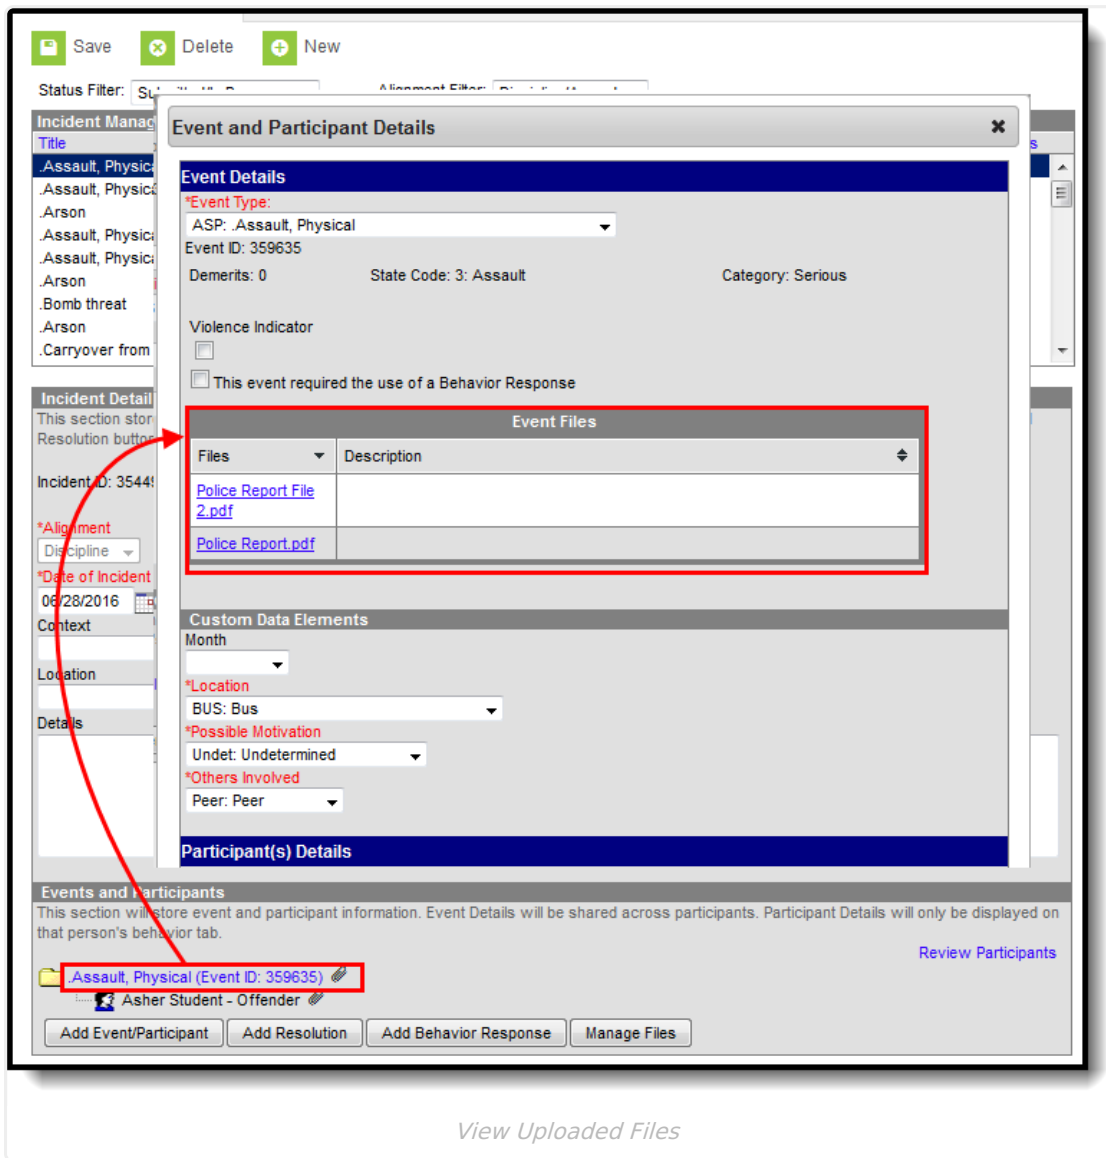 Save Delete New
Status Filter:
Incident Manag
Title
.Assault, Physica
.Assault, Physica
.Arson
.Assault, Physica
.Assault, Physica
.Arson
.Bomb threat
.Arson
.Carryover from
Event and Participant Details
Event Details
*Event Type:
ASP: .Assault, Physical
Event ID: 359635
Demerits: 0 State Code: 3: Assault Category: Serious
Violence Indicator
This event required the use of a Behavior Response
Event Files
Files Description
Police Report File
2.pdf
Police Report.pdf
Custom Data Elements
Month
*Location
BUS: Bus
*Possible Motivation
Undet: Undetermined
*Others Involved
Peer: Peer
Participant(s) Details
Incident Detail
This section stor
Resolution button
Incident ID: 3544
*Alignment
Discipline
*Date of Incident
06/28/2016
Context
Location
Details
Events and Participants
This section will store event and participant information. Event Details will be shared across participants. Participant Details will only be displayed on
that person's behavior tab.
Review Participants
.Assault, Physical (Event ID: 359635)
Asher Student - Offender
Add Event/Participant Add Resolution Add Behavior Response Manage Files
View Uploaded Files